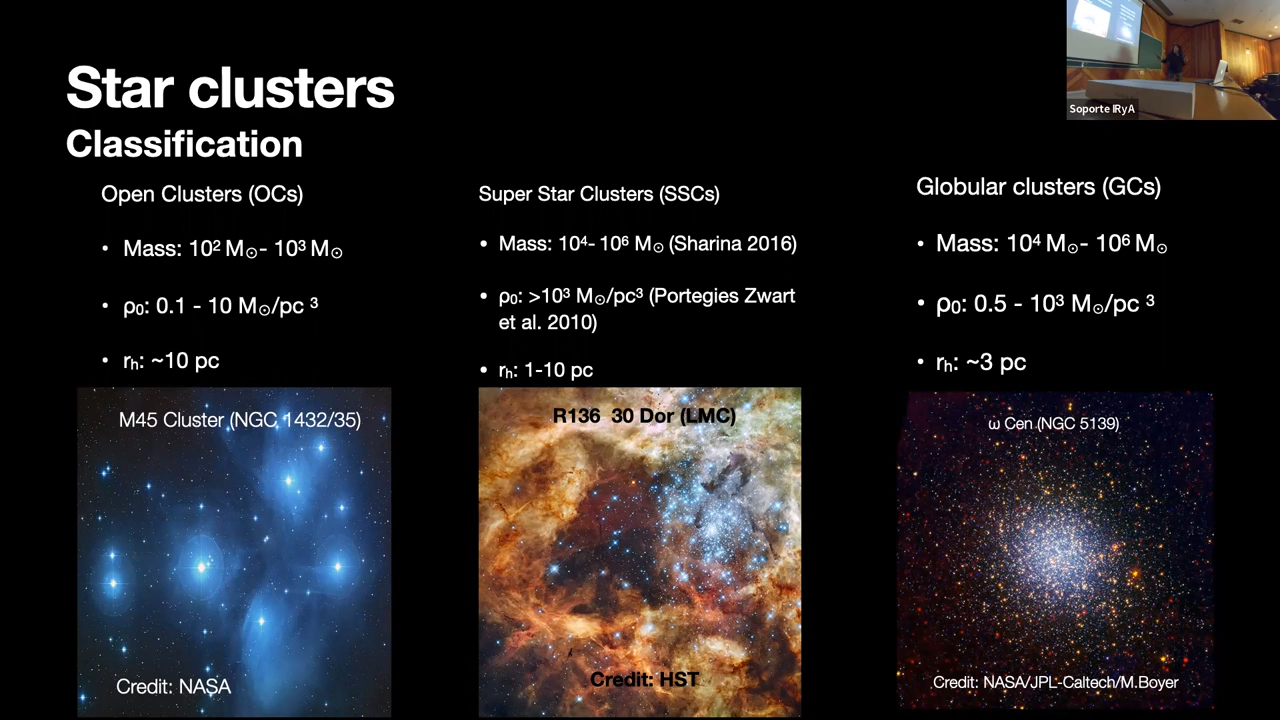 Soporte IRyA
Star clusters
Classification
Open Clusters (OCs)
• Mass: 10² M☉- 10³ M☉
• ρ₀: 0.1 - 10 M☉/pc ³
• rₕ: ~10 pc
M45 Cluster (NGC 1432/35)
Credit: NASA
Super Star Clusters (SSCs)
• Mass: 10⁴- 10⁶ M☉ (Sharina 2016)
• ρ₀: >10³ M☉/pc³ (Portegies Zwart
et al. 2010)
• rₕ: 1-10 pc
R136 30 Dor (LMC)
Credit: HST
Globular clusters (GCs)
• Mass: 10⁴ M☉- 10⁶ M☉
• ρ₀: 0.5 - 10³ M☉/pc ³
• rₕ: ~3 pc
ω Cen (NGC 5139)
Credit: NASA/JPL-Caltech/M.Boyer